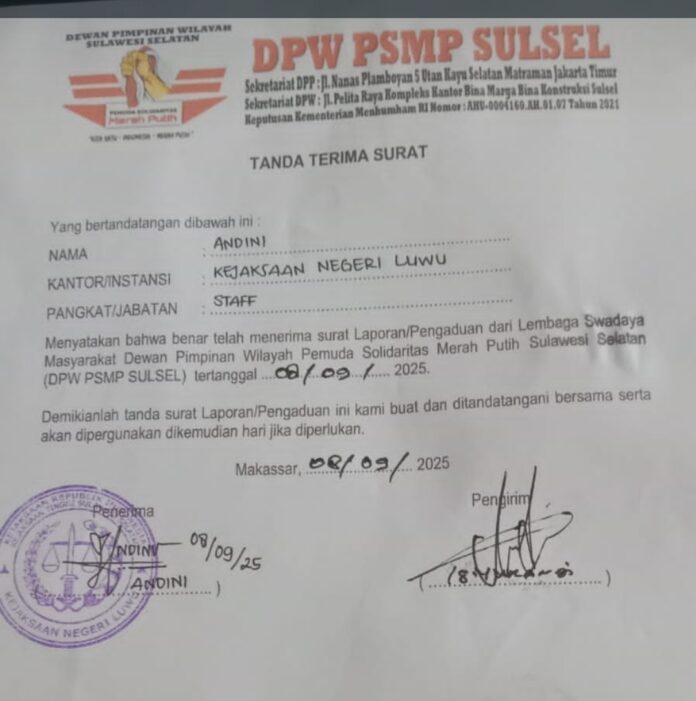 DEWAN PIMPINAN WILAYAH
SULAWESI SELATAN
PEMUDA SOLIDARITAS
Merah Putih
DPW PSMP SULSEL
Sekretariat DPP : Jl. Nanas Plamboyan 5 Utan Kayu Selatan Matraman Jakarta Timur
Sekretariat DPW : Jl. Pelita Raya Kompleks Kantor Bina Marga Bina Konstruksi Sulsel
Keputusan Kementerian Menhumham RI Nomor : AHU-0004160.AH.01.07 Tahun 2021
TANDA TERIMA SURAT
Yang bertandatangan dibawah ini :
NAMA : ANDINI
KANTOR/INSTANSI : KEJAKSAAN NEGERI LUWU
PANGKAT/JABATAN : STAFF
Menyatakan bahwa benar telah menerima surat Laporan/Pengaduan dari Lembaga Swadaya
Masyarakat Dewan Pimpinan Wilayah Pemuda Solidaritas Merah Putih Sulawesi Selatan
(DPW PSMP SULSEL) tertanggal ....08/09/..... 2025.
Demikianlah tanda surat Laporan/Pengaduan ini kami buat dan ditandatangani bersama serta
akan dipergunakan dikemudian hari jika diperlukan.
Makassar, ..08/09/... 2025
Penerima
Pengirim
ANDINI 08/09/25
ANDINI )
KEJAKSAAN REPUBLIK
KEJAKSAAN NEGERI LUWU